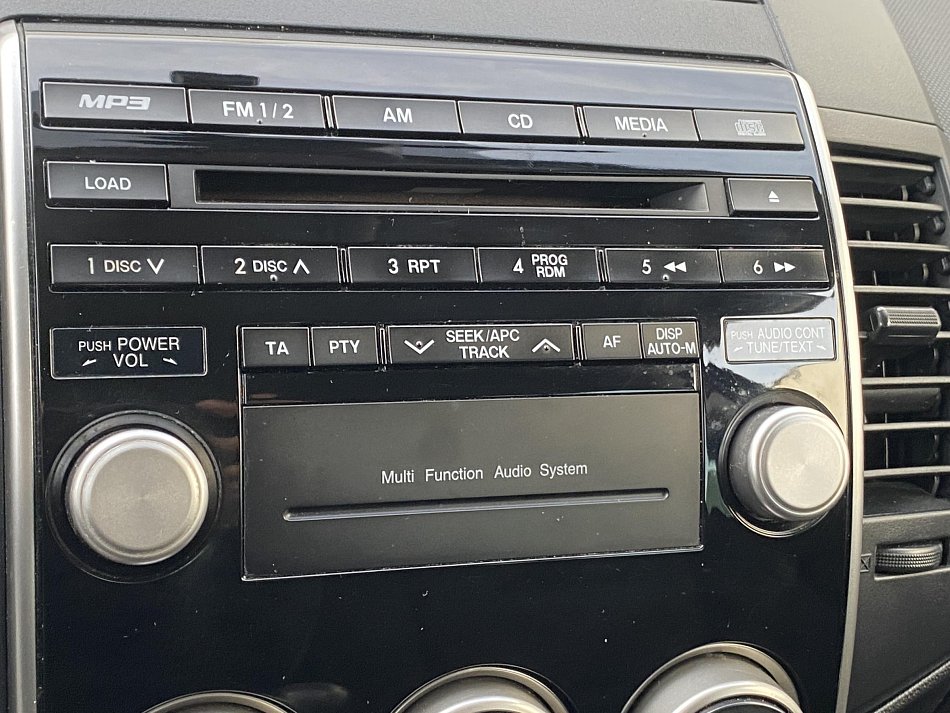 MP3 FM 1/2 AM CD MEDIA disc
LOAD
1 DISC 2 DISC 3 RPT 4 PROG RDM 5 6
PUSH POWER
VOL
TA PTY SEEK/APC
TRACK
AF DISP
AUTO-M
PUSH AUDIO CONT
TUNE/TEXT
Multi Function Audio System